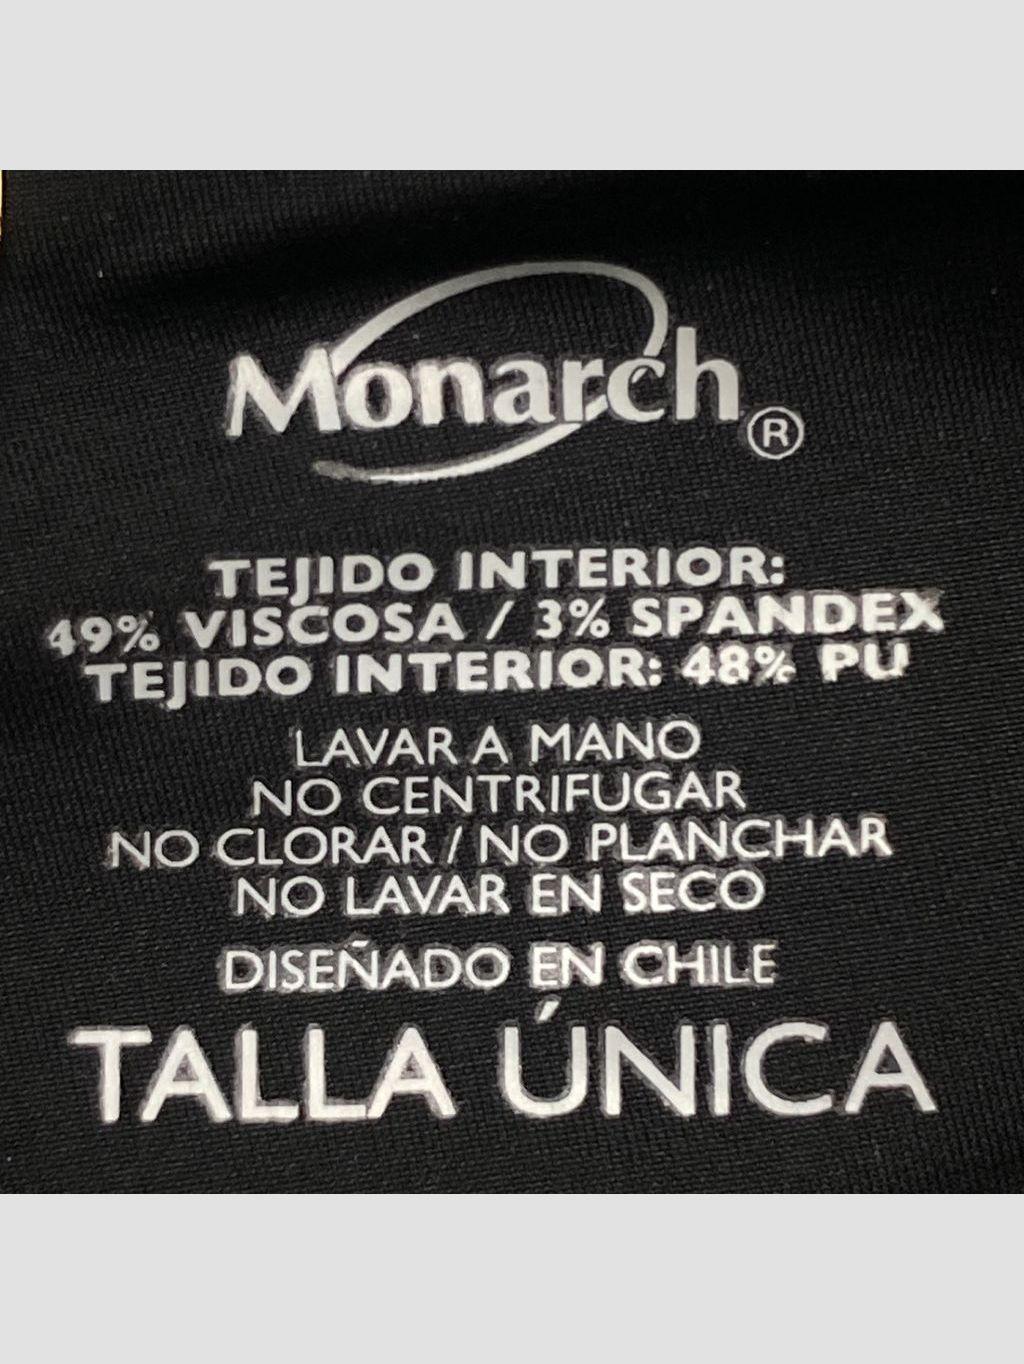 Monarch®
TEJIDO INTERIOR:
49% VISCOSA / 3% SPANDEX
TEJIDO INTERIOR: 48% PU
LAVAR A MANO
NO CENTRIFUGAR
NO CLORAR / NO PLANCHAR
NO LAVAR EN SECO
DISEÑADO EN CHILE
TALLA ÚNICA